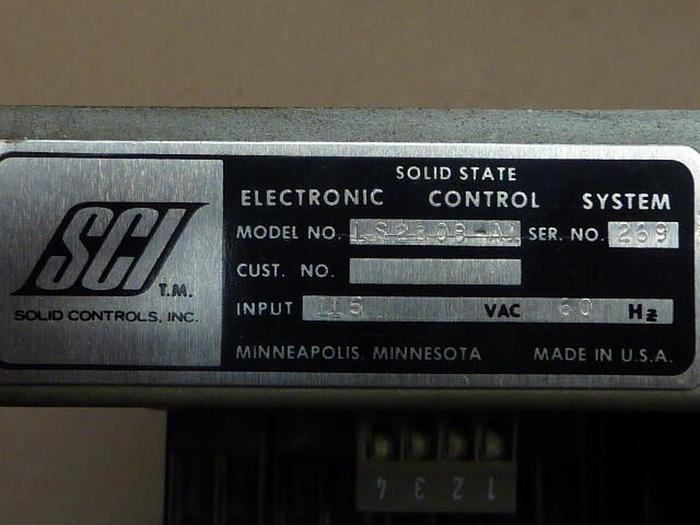 SOLID STATE
ELECTRONIC CONTROL SYSTEM
MODEL NO. SER. NO. 269
CUST. NO.
INPUT 115 VAC 60 Hz
MINNEAPOLIS, MINNESOTA MADE IN U.S.A.
SCI T.M.
SOLID CONTROLS, INC.
4 3 2 1